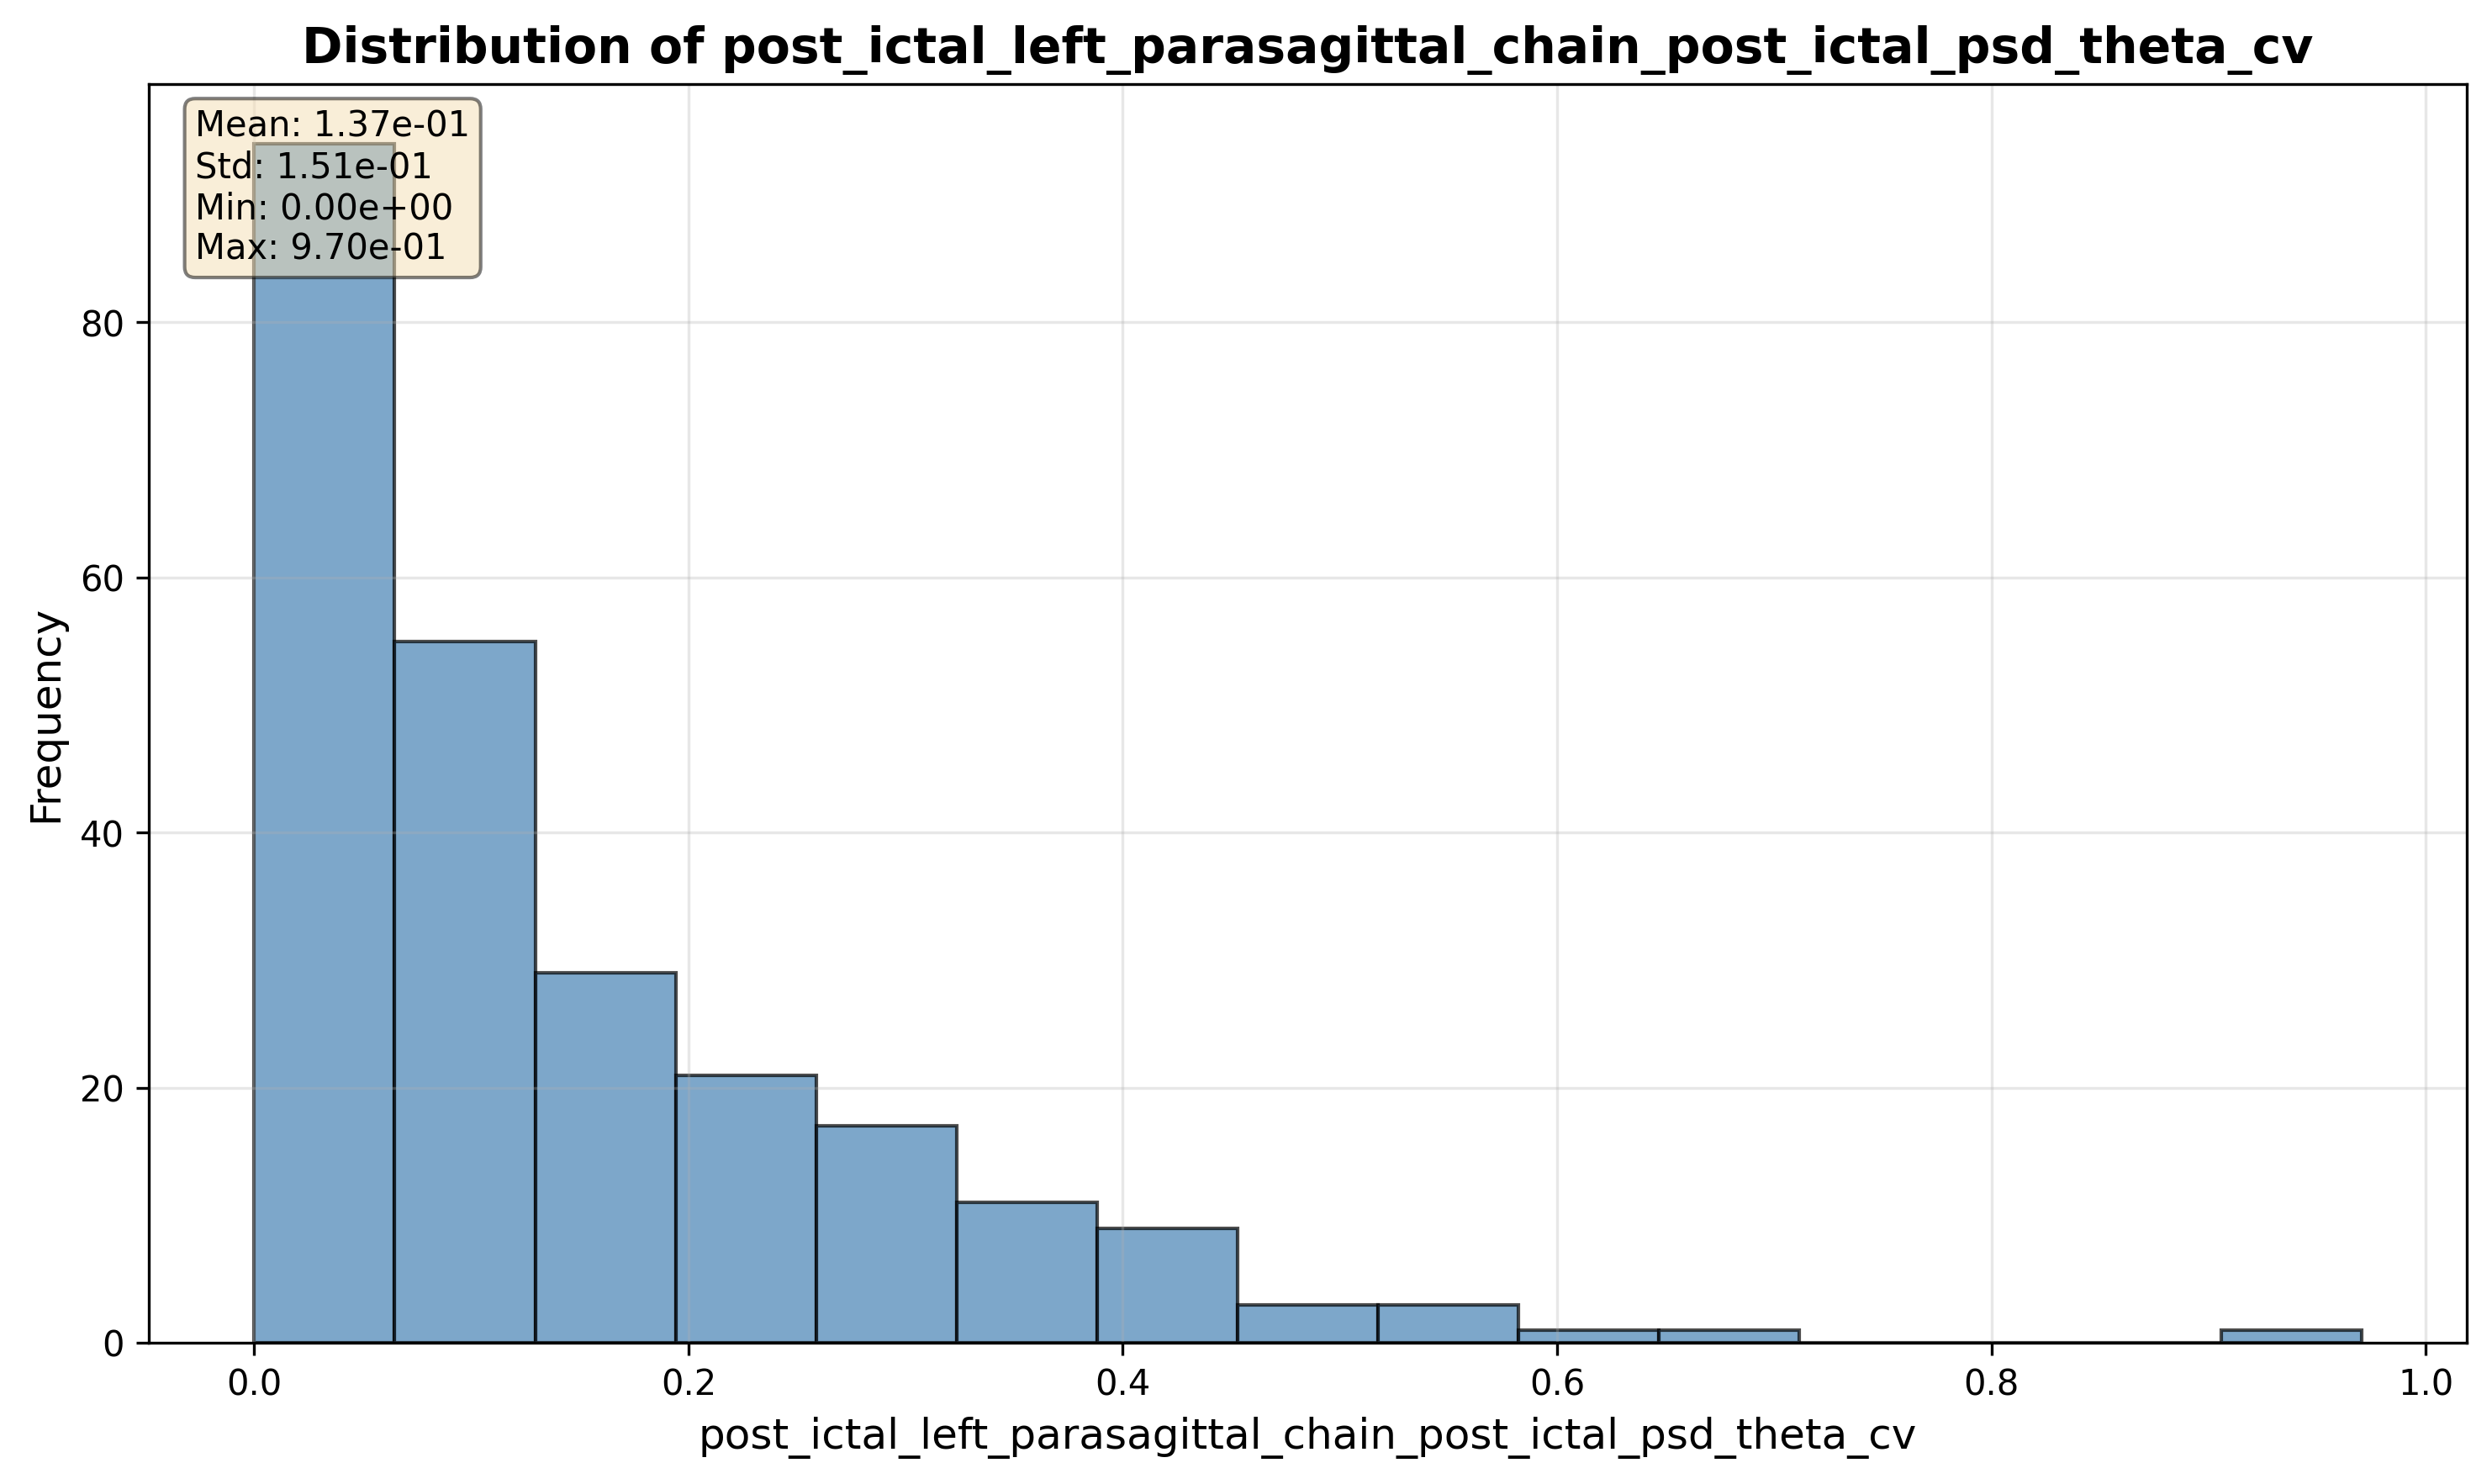 Distribution of post_ictal_left_parasagittal_chain_post_ictal_psd_theta_cv
Mean: 1.37e-01
Std: 1.51e-01
Min: 0.00e+00
Max: 9.70e-01
80
60
40
20
0
Frequency
0.0 0.2 0.4 0.6 0.8 1.0
post_ictal_left_parasagittal_chain_post_ictal_psd_theta_cv